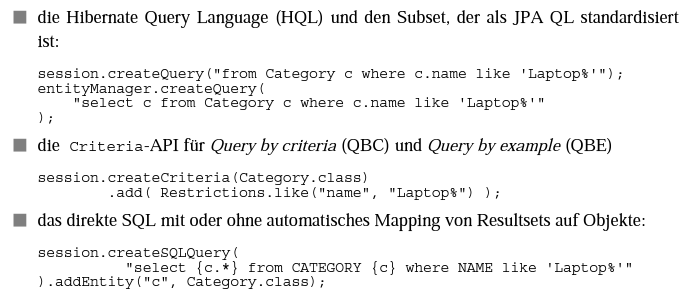 ■ die Hibernate Query Language (HQL) und den Subset, der als JPA QL standardisiert
ist:
session.createQuery("from Category c where c.name like 'Laptop%'");
entityManager.createQuery(
"select c from Category c where c.name like 'Laptop%'"
);
■ die Criteria-API für Query by criteria (QBC) und Query by example (QBE)
session.createCriteria(Category.class)
.add( Restrictions.like("name", "Laptop%") );
■ das direkte SQL mit oder ohne automatisches Mapping von Resultsets auf Objekte:
session.createSQLQuery(
"select {c.*} from CATEGORY {c} where NAME like 'Laptop%'"
).addEntity("c", Category.class);